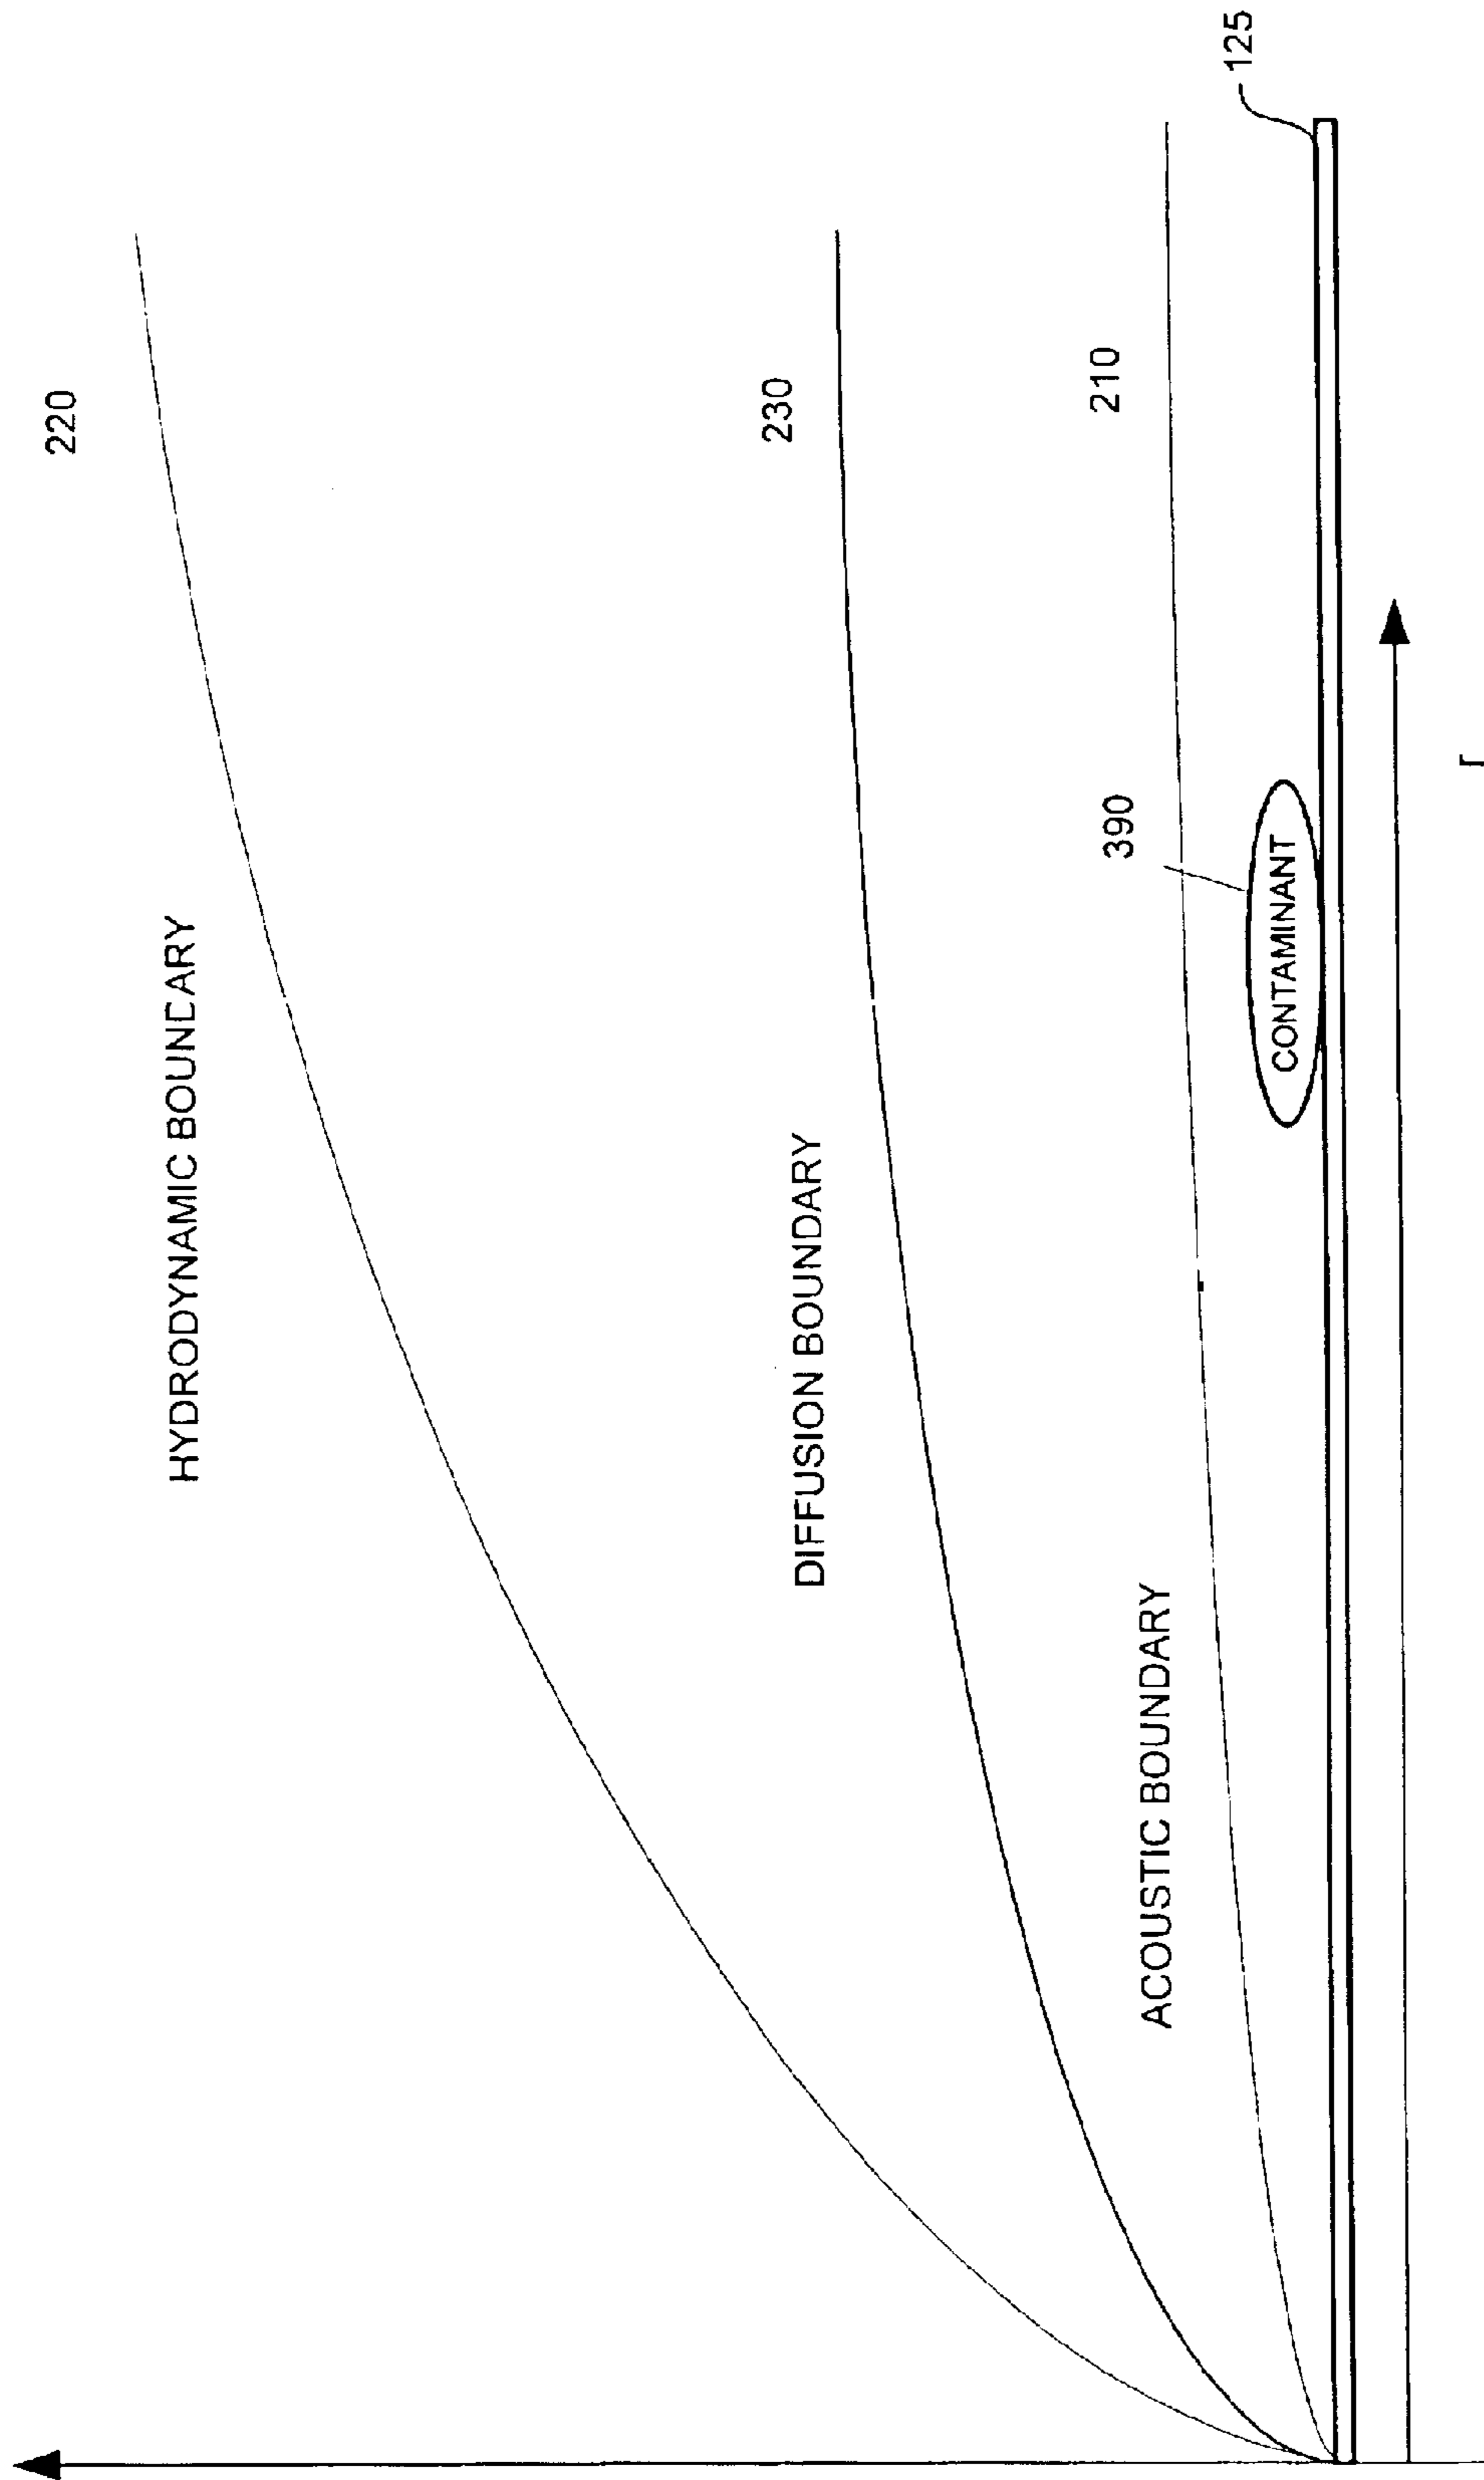 220
HYDRODYNAMIC BOUNDARY
230
DIFFUSION BOUNDARY
210
390
ACOUSTIC BOUNDARY
125
CONTAMINANT